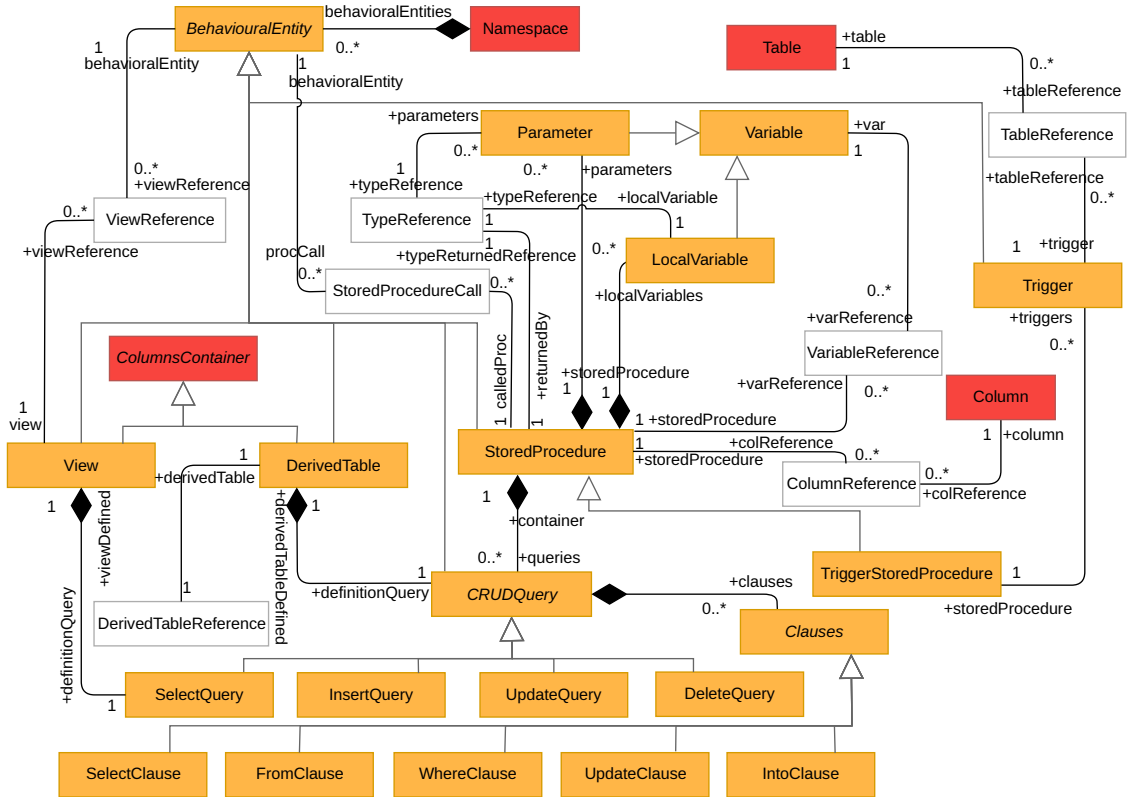 behavioralEntities
BehaviouralEntity
Namespace
0..*
1
behavioralEntity
1
behavioralEntity
Table
+table
1
0..*
+tableReference
TableReference
+tableReference
0..*
+parameters
Parameter
0..*
0..*
+parameters
Variable
+var
1
1
+typeReference
TypeReference
+typeReference
1
1
+typeReturnedReference
+localVariable
1
0..*
LocalVariable
+localVariables
0..*
+viewReference
ViewReference
0..*
+viewReference
procCall
0..*
StoredProcedureCall
0..*
1
+trigger
Trigger
+triggers
0..*
0..*
+varReference
VariableReference
+varReference
0..*
ColumnsContainer
1 calledProc
+returnedBy
1
+storedProcedure
1
1
1
+storedProcedure
1
+storedProcedure
+colReference
0..*
Column
1
+column
0..*
+colReference
ColumnReference
1
view
View
1
+viewDefined
+derivedTable
1
DerivedTable
+derivedTableDefined
1
StoredProcedure
1
+container
0..*
+queries
1
DerivedTableReference
1
+definitionQuery
CRUDQuery
+clauses
0..*
Clauses
TriggerStoredProcedure
1
+storedProcedure
+definitionQuery
1
SelectQuery
InsertQuery
UpdateQuery
DeleteQuery
SelectClause
FromClause
WhereClause
UpdateClause
IntoClause